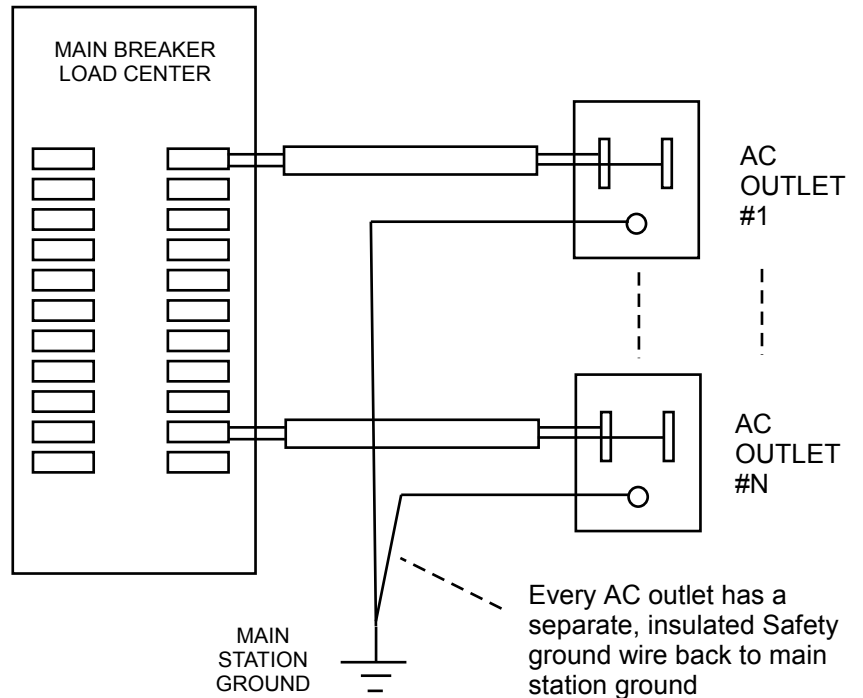 MAIN BREAKER
LOAD CENTER
AC
OUTLET
#1
AC
OUTLET
#N
Every AC outlet has a
separate, insulated Safety
ground wire back to main
station ground
MAIN
STATION
GROUND